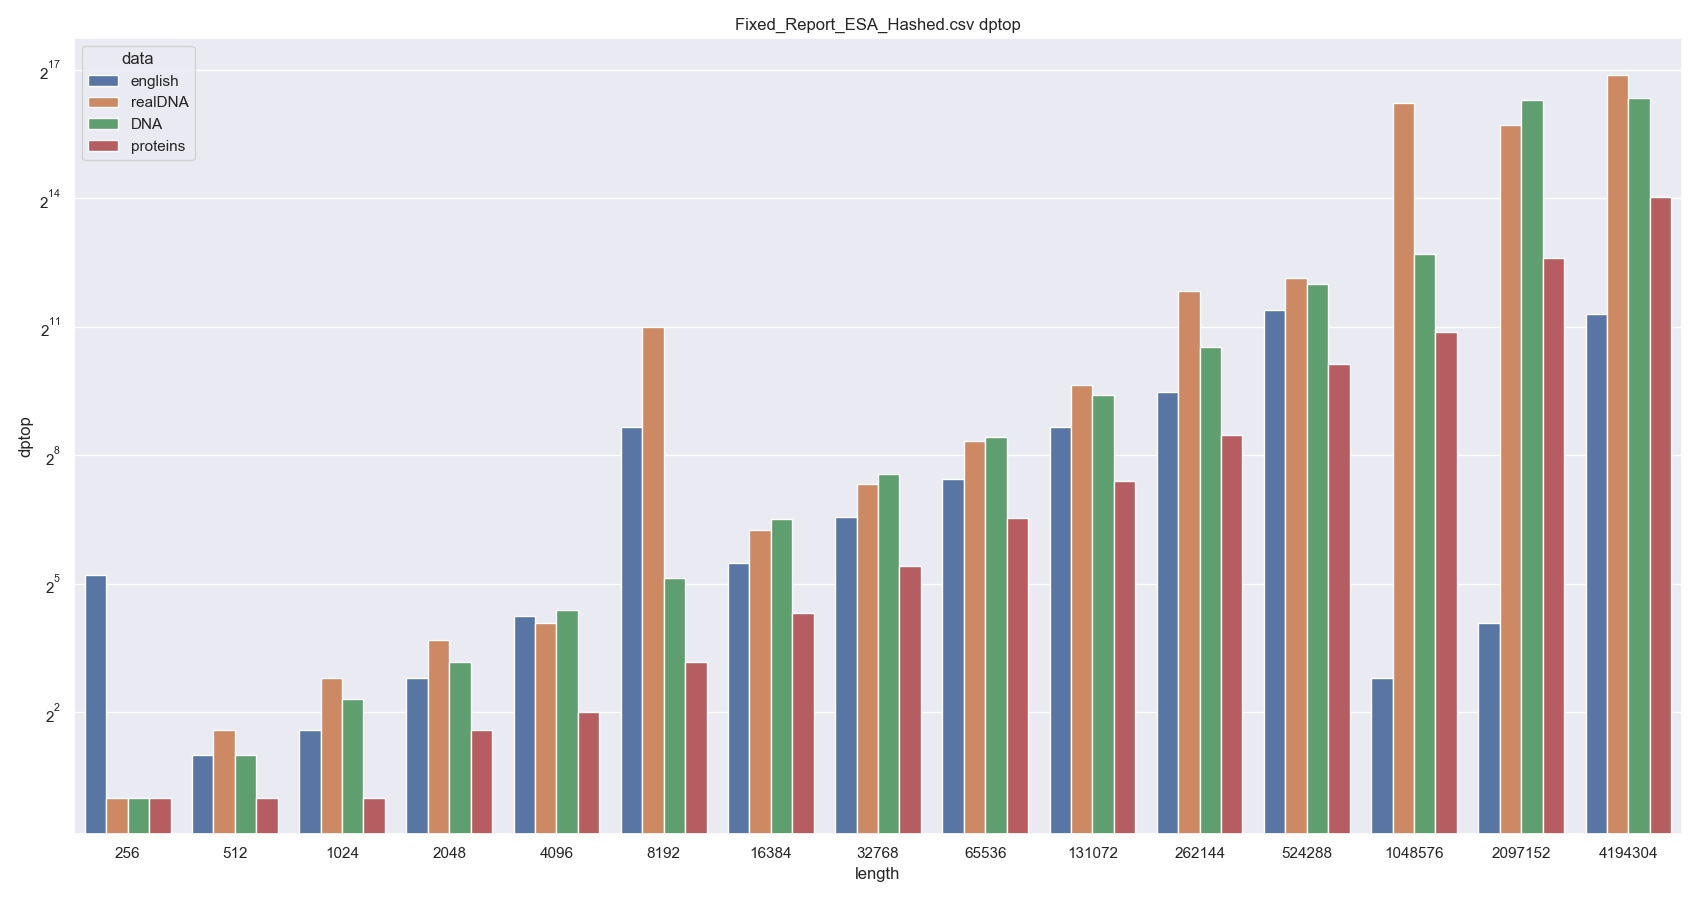 Fixed_Report_ESA_Hashed.csv dptop
data
english
realDNA
DNA
proteins
2^17
2^14
2^11
2^8
2^5
2^2
dptop
256 512 1024 2048 4096 8192 16384 32768 65536 131072 262144 524288 1048576 2097152 4194304
length